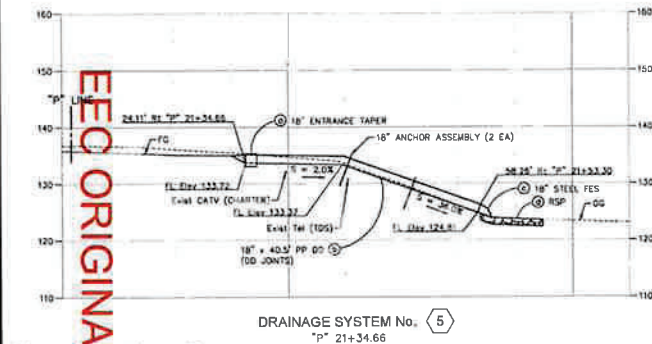 160
160
150
150
"P" LINE
24.11' Rt "P" 21+34.66
a 18" ENTRANCE TAPER
18" ANCHOR ASSEMBLY (2 EA)
140
140
FG
S = 2.0%
58.26' Rt "P" 21+53.30
c 18" STEEL FES
d RSP
130
130
FL Elev 133.72
Exist CATV (CHARTER)
FL Elev 133.37
S = 36.0%
OG
Exist Tel (TDS)
FL Elev 124.81
120
120
18" x 40.5' PP DD b
(DD JOINTS)
110
110
EEC ORIGINA
DRAINAGE SYSTEM No. 5
"P" 21+34.66